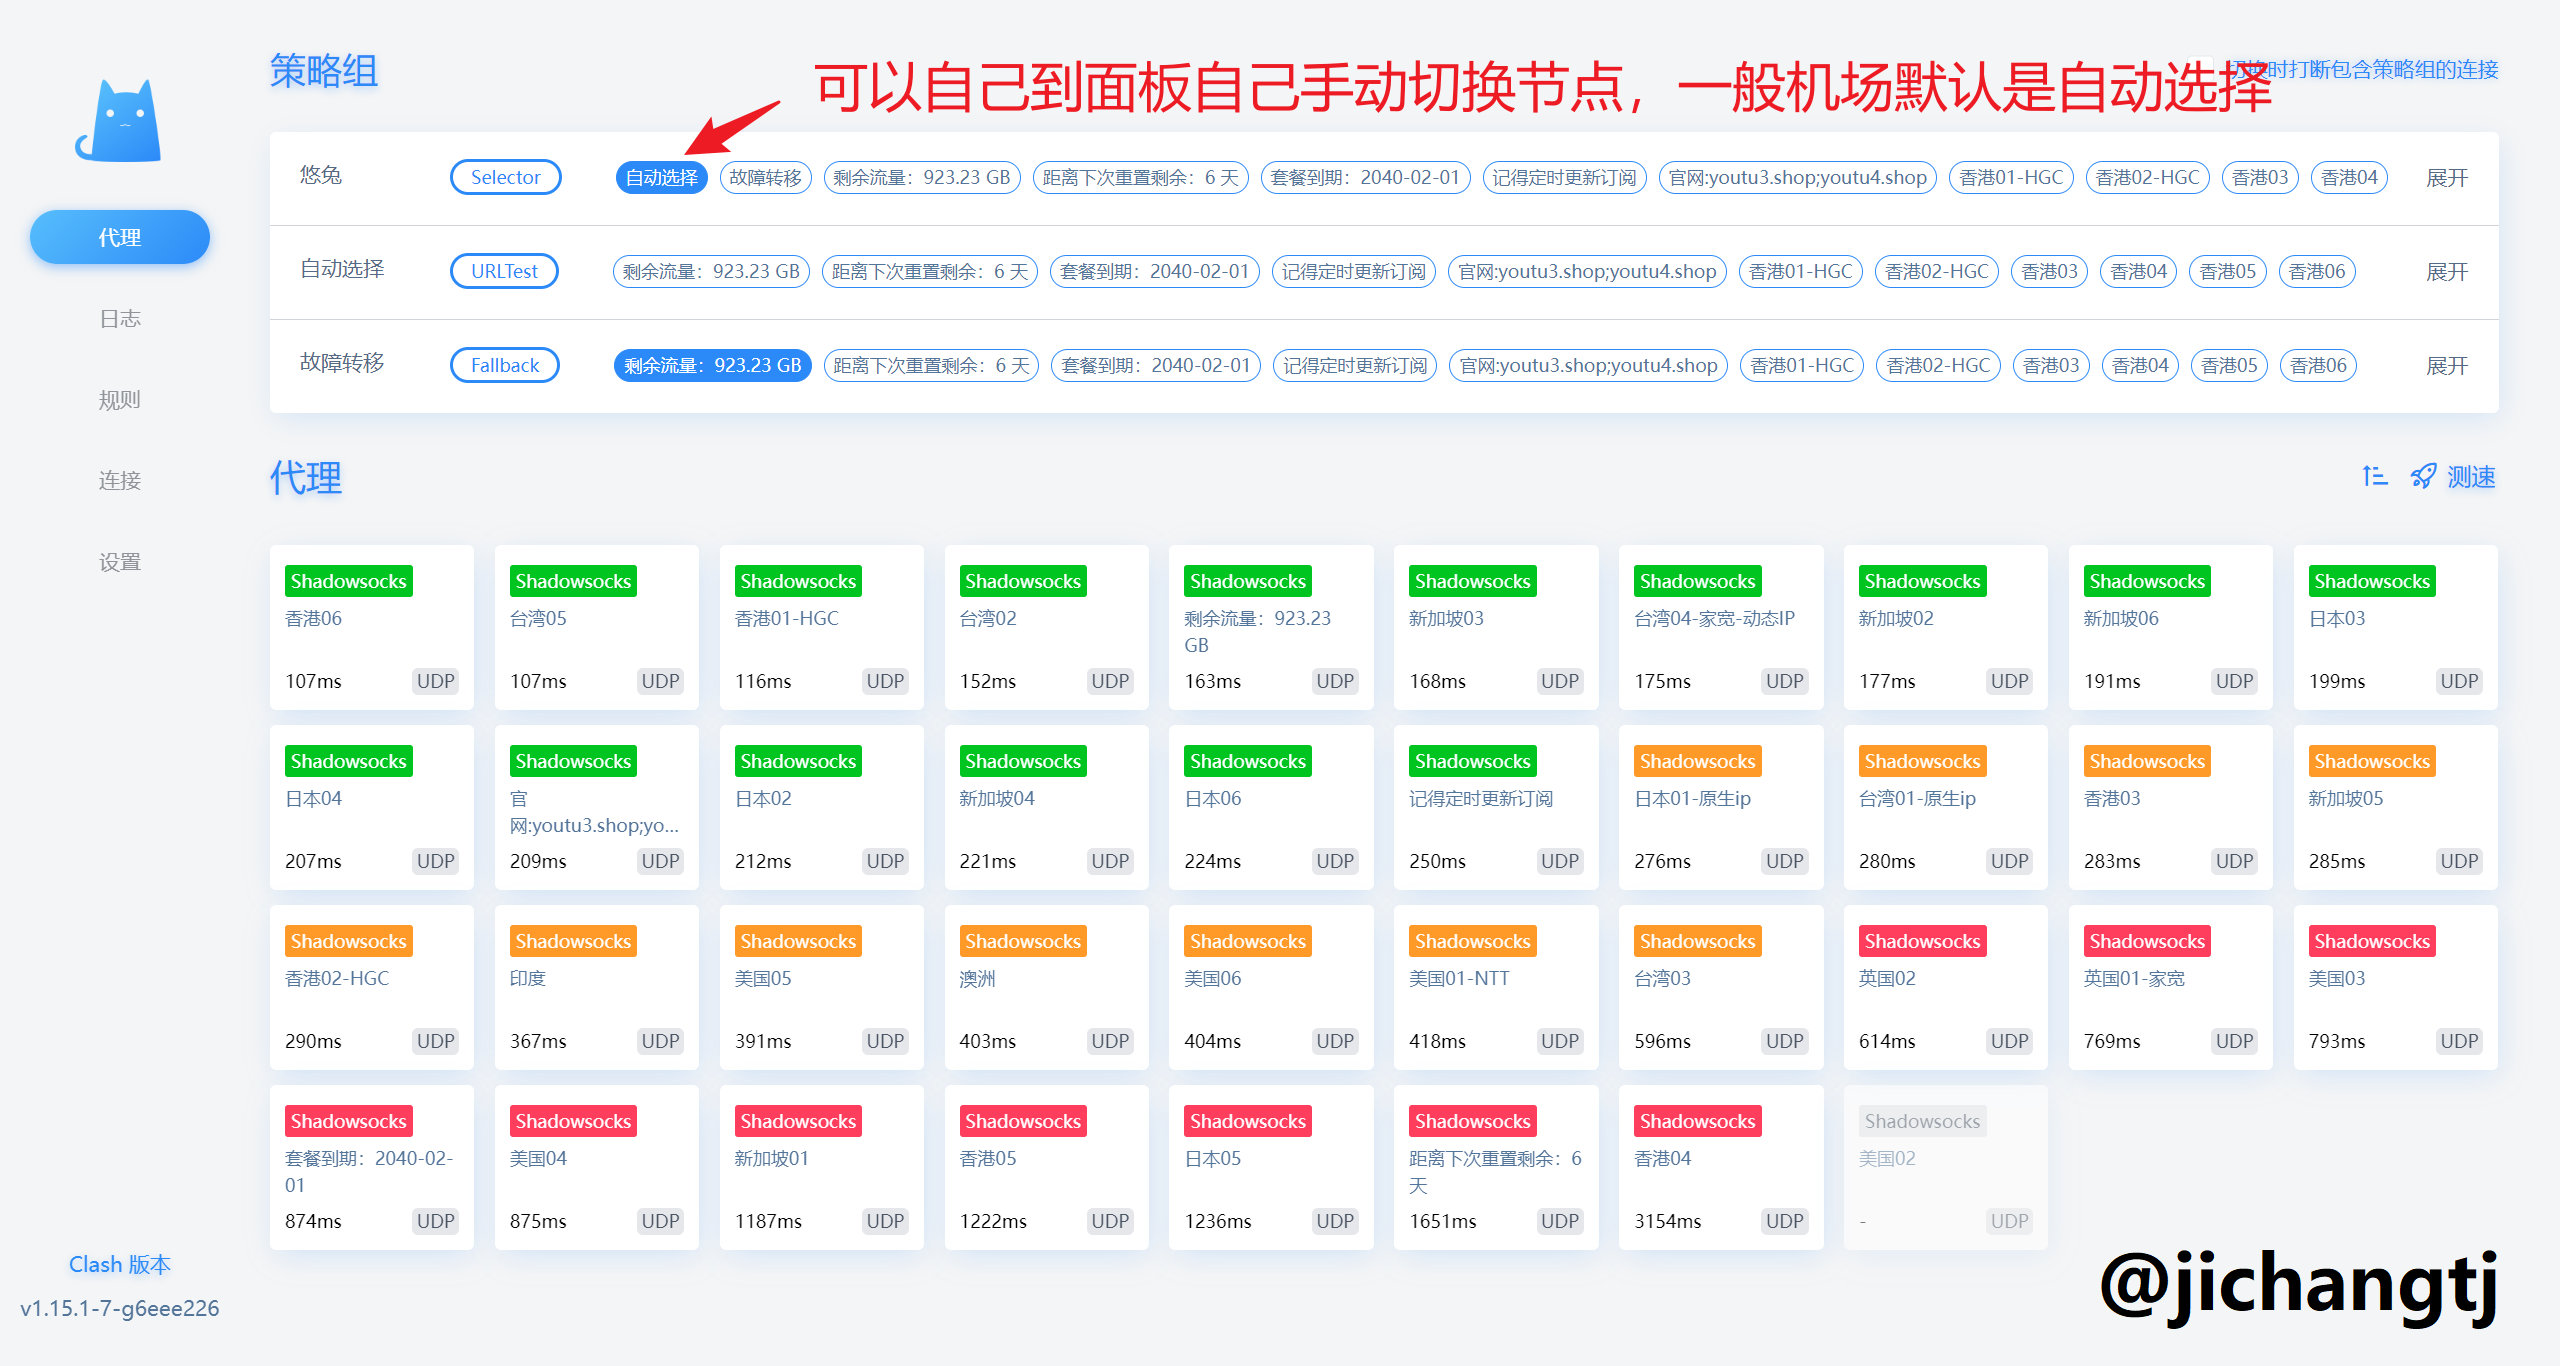 策略组
可以自己到面板自己手动切换节点，一般机场默认是自动选择
切换时打断包含策略组的连接
悠兔 Selector 自动选择 故障转移 剩余流量：923.23 GB 距离下次重置剩余：6 天 套餐到期：2040-02-01 记得定时更新订阅 官网:youtu3.shop;youtu4.shop 香港01-HGC 香港02-HGC 香港03 香港04 展开
自动选择 URLTest 剩余流量：923.23 GB 距离下次重置剩余：6 天 套餐到期：2040-02-01 记得定时更新订阅 官网:youtu3.shop;youtu4.shop 香港01-HGC 香港02-HGC 香港03 香港04 香港05 香港06 展开
故障转移 Fallback 剩余流量：923.23 GB 距离下次重置剩余：6 天 套餐到期：2040-02-01 记得定时更新订阅 官网:youtu3.shop;youtu4.shop 香港01-HGC 香港02-HGC 香港03 香港04 香港05 香港06 展开
代理
日志
规则
连接
设置
代理 测速
Shadowsocks Shadowsocks Shadowsocks Shadowsocks Shadowsocks Shadowsocks Shadowsocks Shadowsocks Shadowsocks Shadowsocks
香港06 台湾05 香港01-HGC 台湾02 剩余流量：923.23 新加坡03 台湾04-家宽-动态IP 新加坡02 新加坡06 日本03
GB
107ms UDP 107ms UDP 116ms UDP 152ms UDP 163ms UDP 168ms UDP 175ms UDP 177ms UDP 191ms UDP 199ms UDP
Shadowsocks Shadowsocks Shadowsocks Shadowsocks Shadowsocks Shadowsocks Shadowsocks Shadowsocks Shadowsocks Shadowsocks
日本04 官 日本02 新加坡04 日本06 记得定时更新订阅 日本01-原生ip 台湾01-原生ip 香港03 新加坡05
网:youtu3.shop;yo...
207ms UDP 209ms UDP 212ms UDP 221ms UDP 224ms UDP 250ms UDP 276ms UDP 280ms UDP 283ms UDP 285ms UDP
Shadowsocks Shadowsocks Shadowsocks Shadowsocks Shadowsocks Shadowsocks Shadowsocks Shadowsocks Shadowsocks Shadowsocks
香港02-HGC 印度 美国05 澳洲 美国06 美国01-NTT 台湾03 英国02 英国01-家宽 美国03
290ms UDP 367ms UDP 391ms UDP 403ms UDP 404ms UDP 418ms UDP 596ms UDP 614ms UDP 769ms UDP 793ms UDP
Shadowsocks Shadowsocks Shadowsocks Shadowsocks Shadowsocks Shadowsocks Shadowsocks Shadowsocks
套餐到期：2040-02- 美国04 新加坡01 香港05 日本05 距离下次重置剩余：6 香港04 美国02
01 天
874ms UDP 875ms UDP 1187ms UDP 1222ms UDP 1236ms UDP 1651ms UDP 3154ms UDP - UDP
Clash 版本
v1.15.1-7-g6eee226
@jichangtj